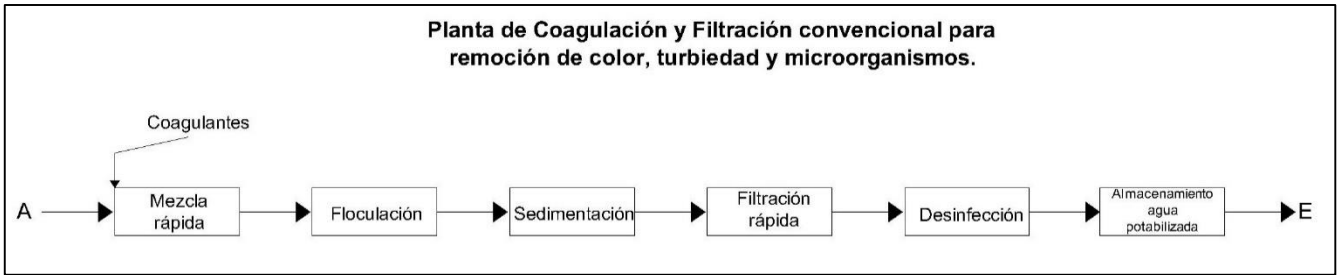 Planta de Coagulación y Filtración convencional para
remoción de color, turbiedad y microorganismos.
Coagulantes
A
Mezcla
rápida
Floculación
Sedimentación
Filtración
rápida
Desinfección
Almacenamiento
agua
potabilizada
E